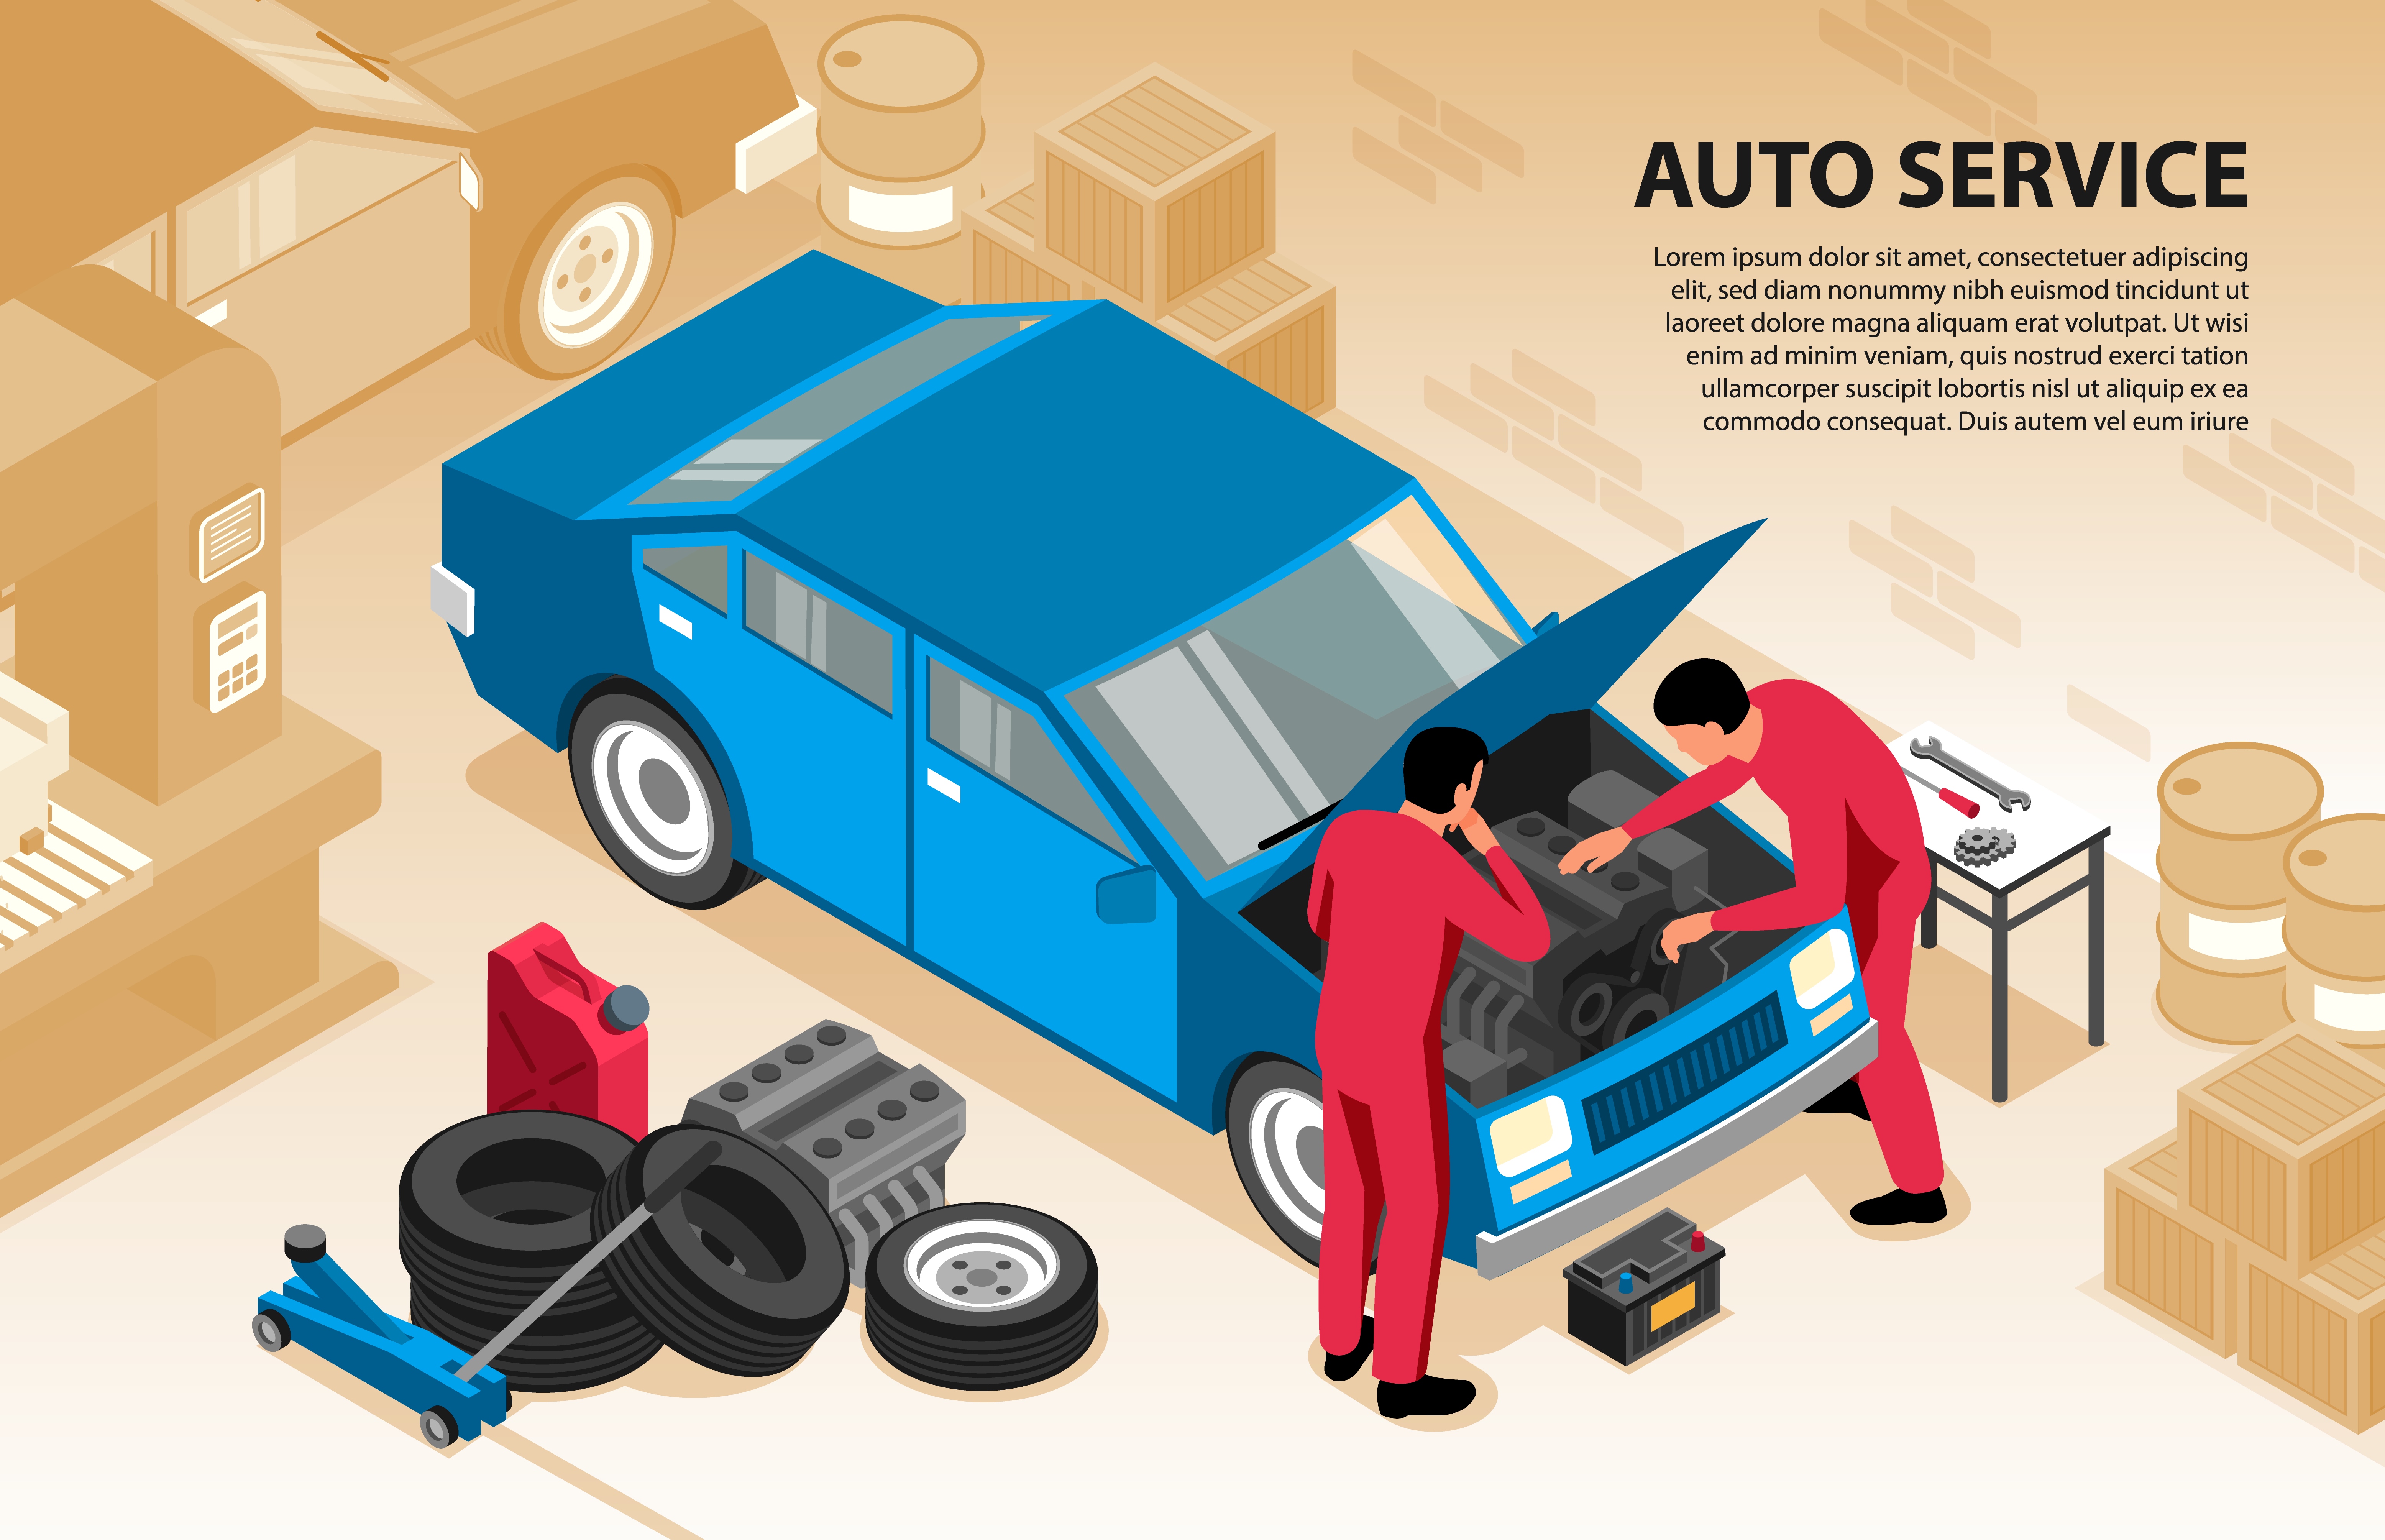 AUTO SERVICE
Lorem ipsum dolor sit amet, consectetuer adipiscing
elit, sed diam nonummy nibh euismod tincidunt ut
laoreet dolore magna aliquam erat volutpat. Ut wisi
enim ad minim veniam, quis nostrud exerci tation
ullamcorper suscipit lobortis nisl ut aliquip ex ea
commodo consequat. Duis autem vel eum iriure